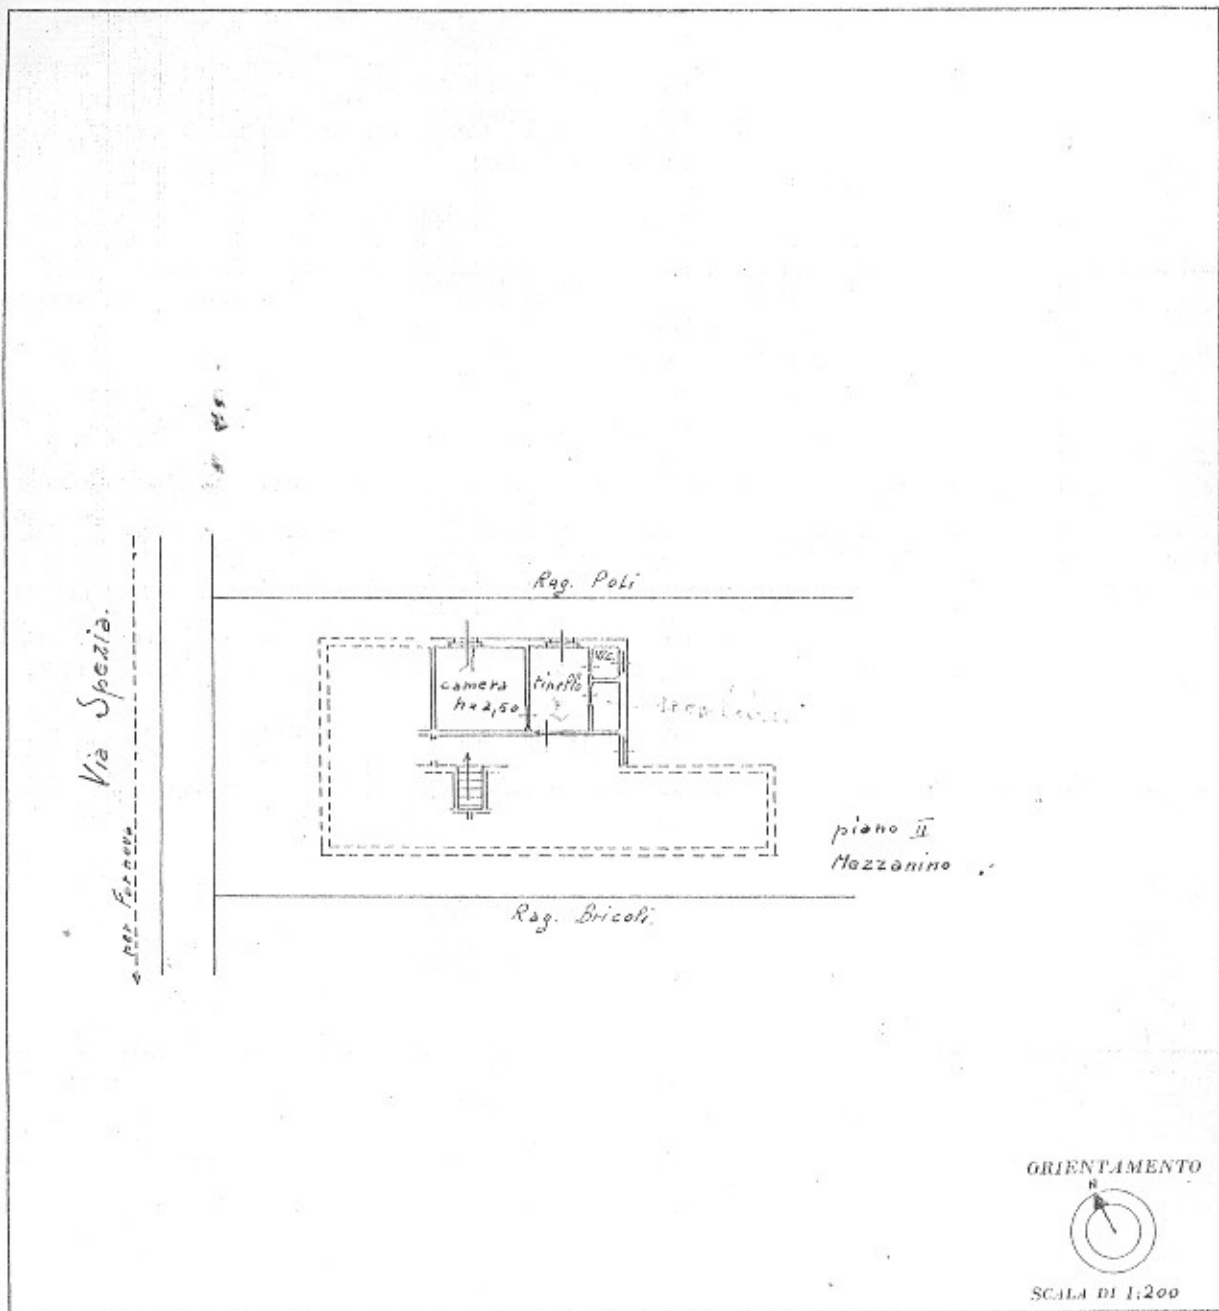 Rag. Poli
Via Spezia.
per Fornovo
W.C.
camera
h = 2,50
tinello
piano II
Mezzanino
Rag. Bricoli.
ORIENTAMENTO
N
SCALA DI 1:200